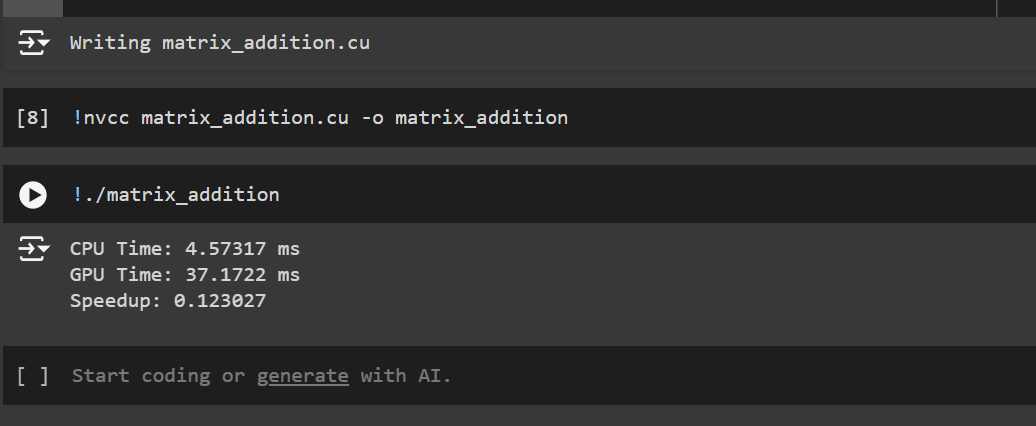 Writing matrix_addition.cu
[8] !nvcc matrix_addition.cu -o matrix_addition
!./matrix_addition
CPU Time: 4.57317 ms
GPU Time: 37.1722 ms
Speedup: 0.123027
[ ] Start coding or generate with AI.